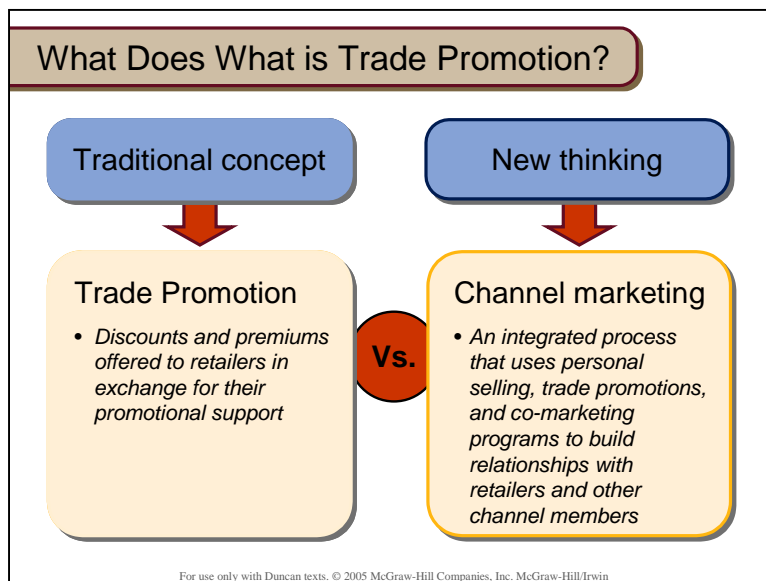 What Does What is Trade Promotion?
Traditional concept
New thinking
Trade Promotion
• Discounts and premiums
offered to retailers in
exchange for their
promotional support
Vs.
Channel marketing
• An integrated process
that uses personal
selling, trade promotions,
and co-marketing
programs to build
relationships with
retailers and other
channel members
For use only with Duncan texts. © 2005 McGraw-Hill Companies, Inc. McGraw-Hill/Irwin